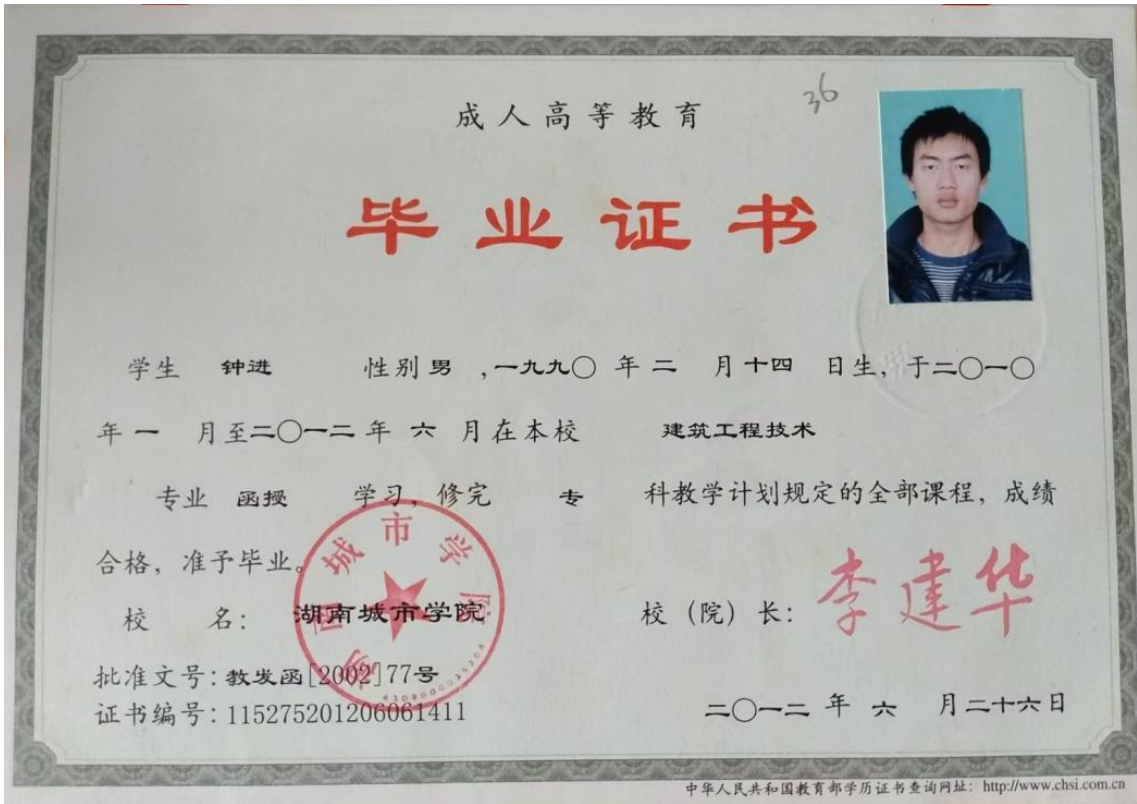 成人高等教育
36
毕业证书
学生 钟进 性别 男 ,一九九〇 年 二 月 十四 日生, 于二〇一〇
年 一 月至二〇一二 年 六 月在本校 建筑工程技术
专业 函授 学习, 修完 专 科教学计划规定的全部课程, 成绩
合格, 准予毕业。
湖南城市学院
校 名: 湖南城市学院 校 (院) 长: 李建华
批准文号: 教发函[2002]77号
证书编号: 115275201206061411
二〇一二 年 六 月二十六日
中华人民共和国教育部学历证书查询网址: http://www.chsi.com.cn